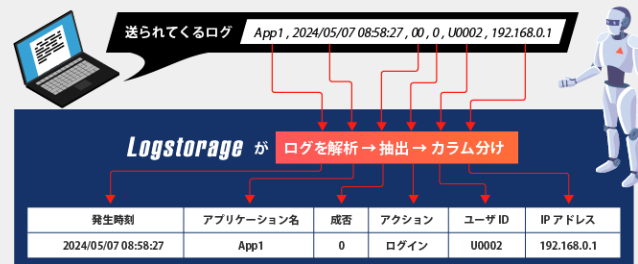 送られてくるログ App1 , 2024/05/07 08:58:27 , 00 , 0 , U0002 , 192.168.0.1
Logstorage が ログを解析→抽出→カラム分け
発生時刻 アプリケーション名 成否 アクション ユーザID IPアドレス
2024/05/07 08:58:27 App1 0 ログイン U0002 192.168.0.1